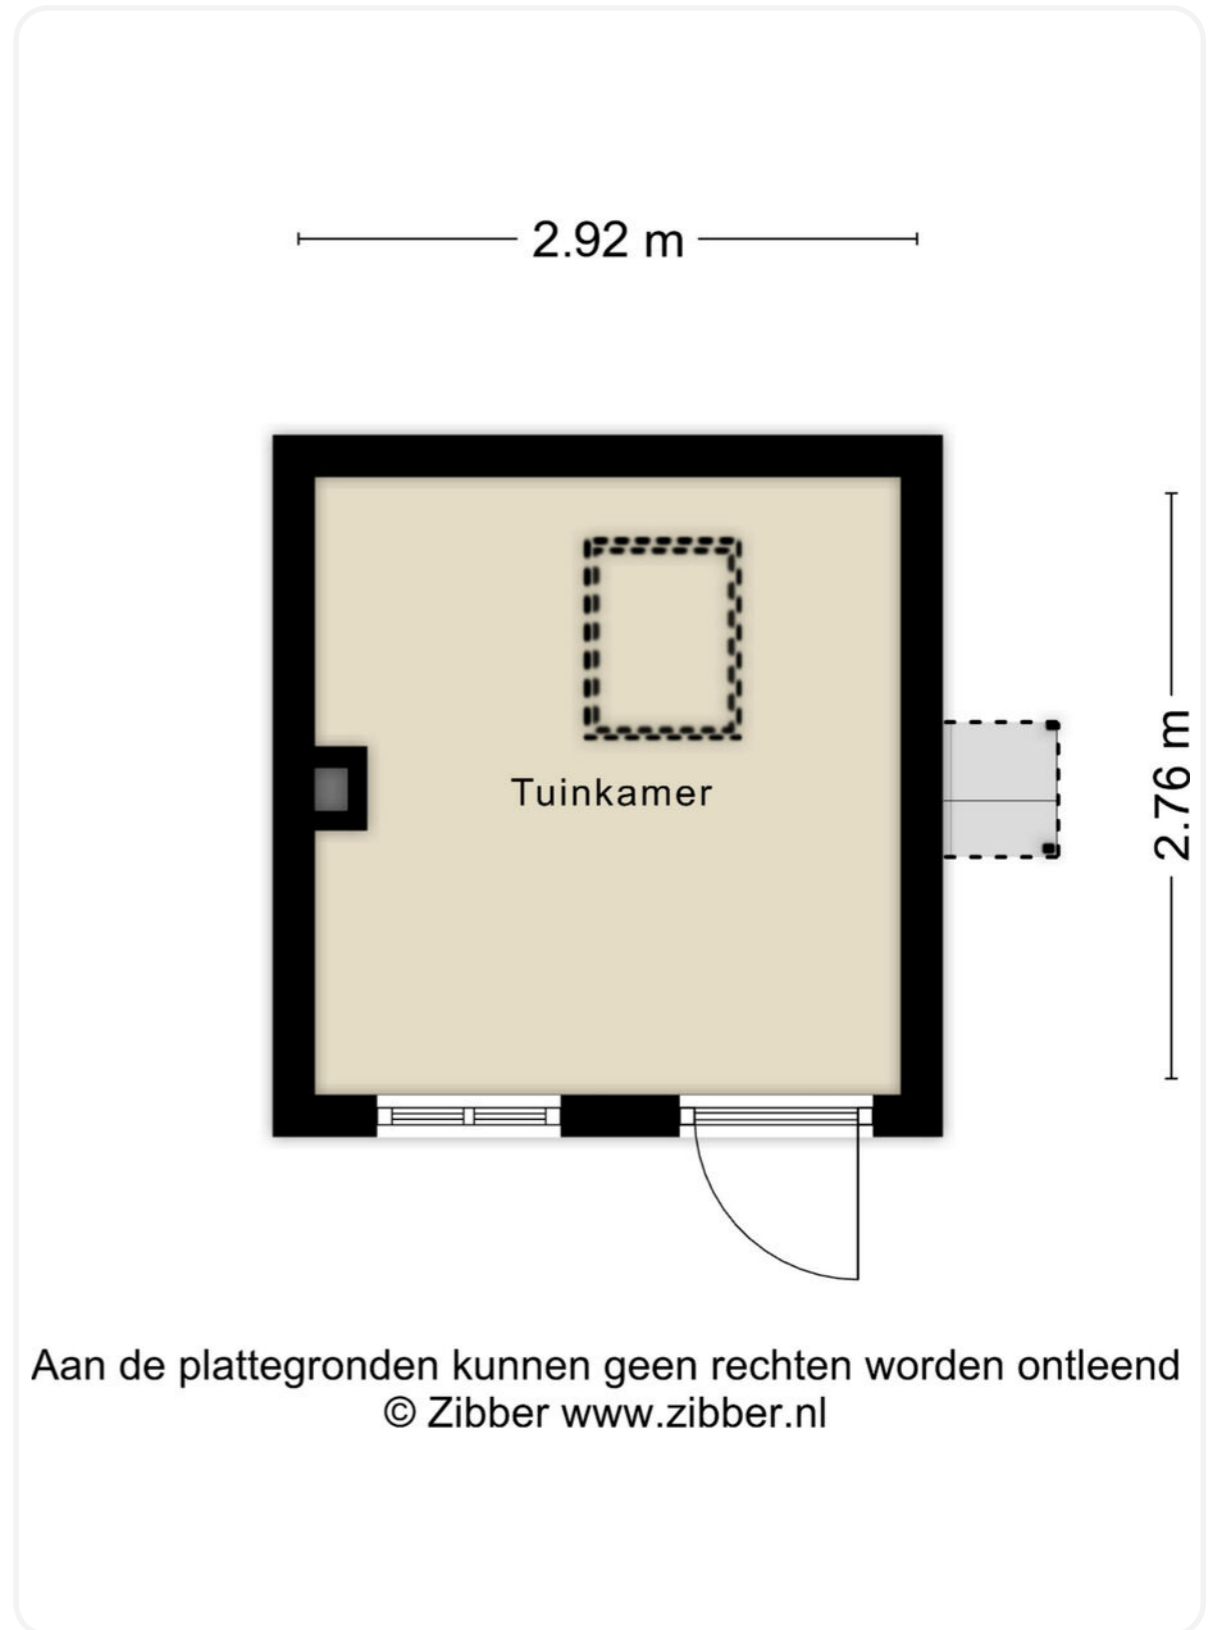 2.92 m
2.76 m
Tuinkamer
Aan de plattegronden kunnen geen rechten worden ontleend
© Zibber www.zibber.nl